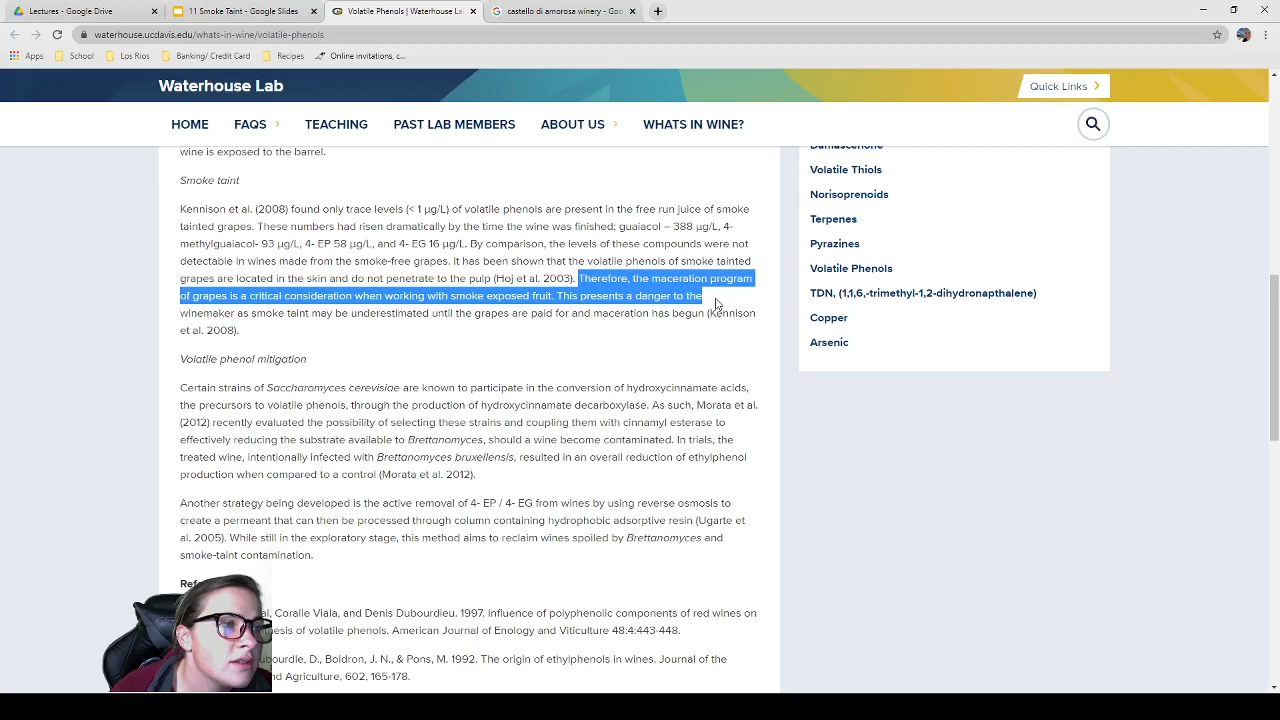 Lectures - Google Drive
11 Smoke Taint - Google Slides
Volatile Phenols | Waterhouse Lab
castello di amorosa winery - Goo
waterhouse.ucdavis.edu/whats-in-wine/volatile-phenols
Apps School Los Rios Banking/ Credit Card Recipes Online invitations, c...
Waterhouse Lab
Quick Links
HOME FAQS TEACHING PAST LAB MEMBERS ABOUT US WHATS IN WINE?
wine is exposed to the barrel.
Smoke taint
Kennison et al. (2008) found only trace levels (< 1 µg/L) of volatile phenols are present in the free run juice of smoke
tainted grapes. These numbers had risen dramatically by the time the wine was finished; guaiacol – 388 µg/L, 4-
methylguaiacol- 93 µg/L, 4- EP 58 µg/L, and 4- EG 16 µg/L. By comparison, the levels of these compounds were not
detectable in wines made from the smoke-free grapes. It has been shown that the volatile phenols of smoke tainted
grapes are located in the skin and do not penetrate to the pulp (Hoj et al. 2003). Therefore, the maceration program
of grapes is a critical consideration when working with smoke exposed fruit. This presents a danger to the
winemaker as smoke taint may be underestimated until the grapes are paid for and maceration has begun (Kennison
et al. 2008).
Volatile phenol mitigation
Certain strains of Saccharomyces cerevisiae are known to participate in the conversion of hydroxycinnamate acids,
the precursors to volatile phenols, through the production of hydroxycinnamate decarboxylase. As such, Morata et al.
(2012) recently evaluated the possibility of selecting these strains and coupling them with cinnamyl esterase to
effectively reducing the substrate available to Brettanomyces, should a wine become contaminated. In trials, the
treated wine, intentionally infected with Brettanomyces bruxellensis, resulted in an overall reduction of ethylphenol
production when compared to a control (Morata et al. 2012).
Another strategy being developed is the active removal of 4- EP / 4- EG from wines by using reverse osmosis to
create a permeant that can then be processed through column containing hydrophobic adsorptive resin (Ugarte et
al. 2005). While still in the exploratory stage, this method aims to reclaim wines spoiled by Brettanomyces and
smoke-taint contamination.
Ref
al, Coralie Viala, and Denis Dubourdieu. 1997. Influence of polyphenolic components of red wines on
esis of volatile phenols. American Journal of Enology and Viticulture 48:4:443-448.
ubourdie, D., Boldron, J. N., & Pons, M. 1992. The origin of ethylphenols in wines. Journal of the
nd Agriculture, 602, 165-178.
Damascenone
Volatile Thiols
Norisoprenoids
Terpenes
Pyrazines
Volatile Phenols
TDN, (1,1,6,-trimethyl-1,2-dihydronapthalene)
Copper
Arsenic